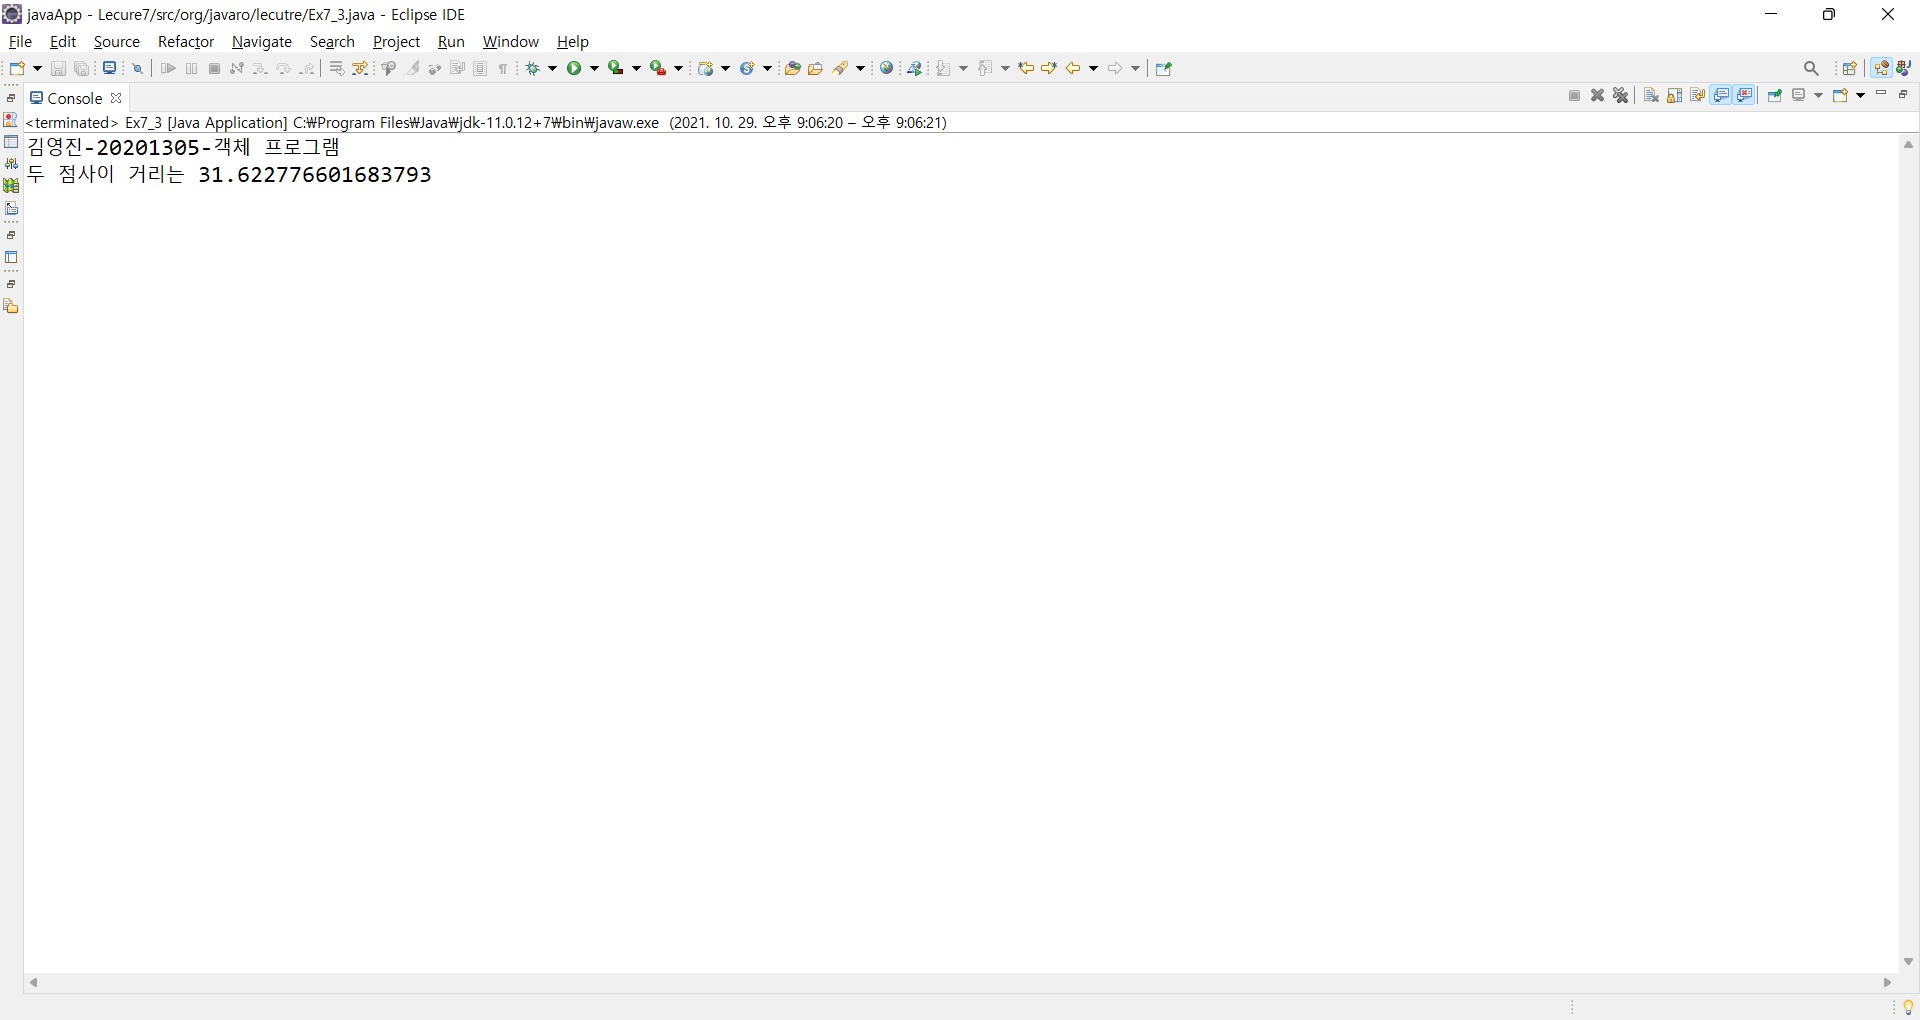 javaApp - Lecure7/src/org/javaro/lecutre/Ex7_3.java - Eclipse IDE
File Edit Source Refactor Navigate Search Project Run Window Help
Console
<terminated> Ex7_3 [Java Application] C:₩Program Files₩Java₩jdk-11.0.12+7₩bin₩javaw.exe (2021. 10. 29. 오후 9:06:20 – 오후 9:06:21)
김영진-20201305-객체 프로그램
두 점사이 거리는 31.622776601683793